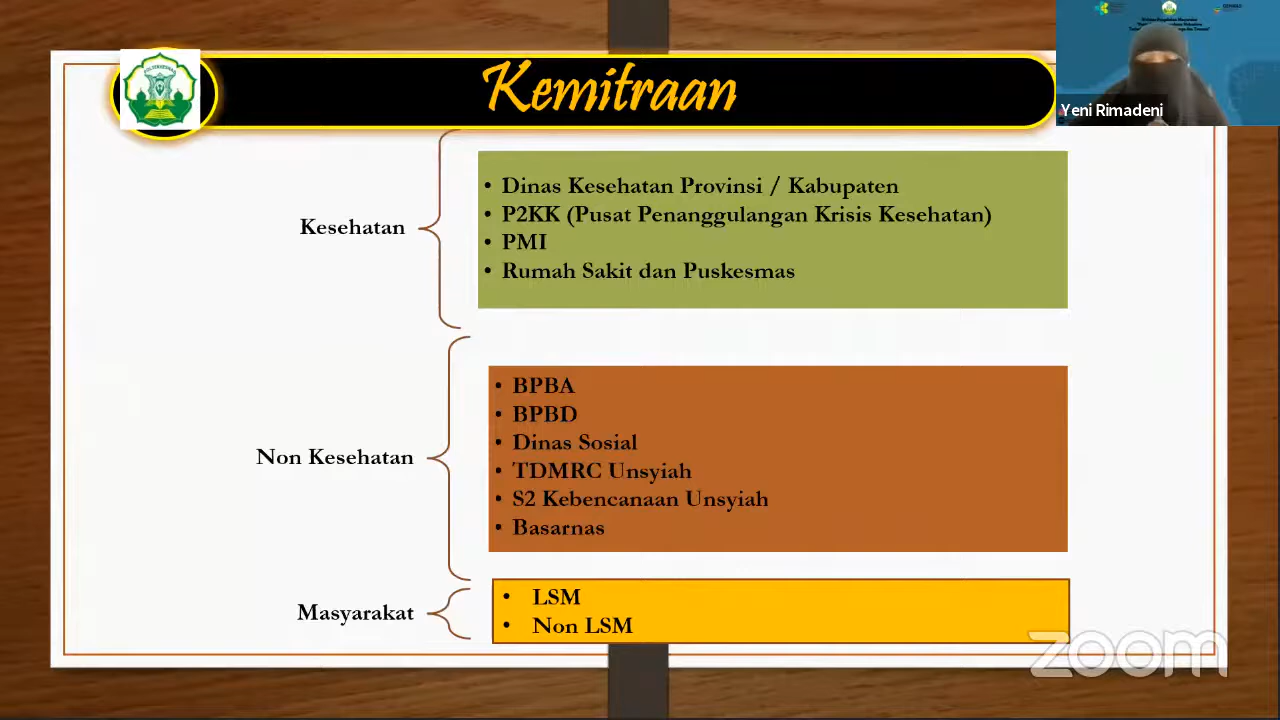 Kemitraan
Yeni Rimadeni
Kesehatan
• Dinas Kesehatan Provinsi / Kabupaten
• P2KK (Pusat Penanggulangan Krisis Kesehatan)
• PMI
• Rumah Sakit dan Puskesmas
Non Kesehatan
• BPBA
• BPBD
• Dinas Sosial
• TDMRC Unsyiah
• S2 Kebencanaan Unsyiah
• Basarnas
Masyarakat
• LSM
• Non LSM
zoom